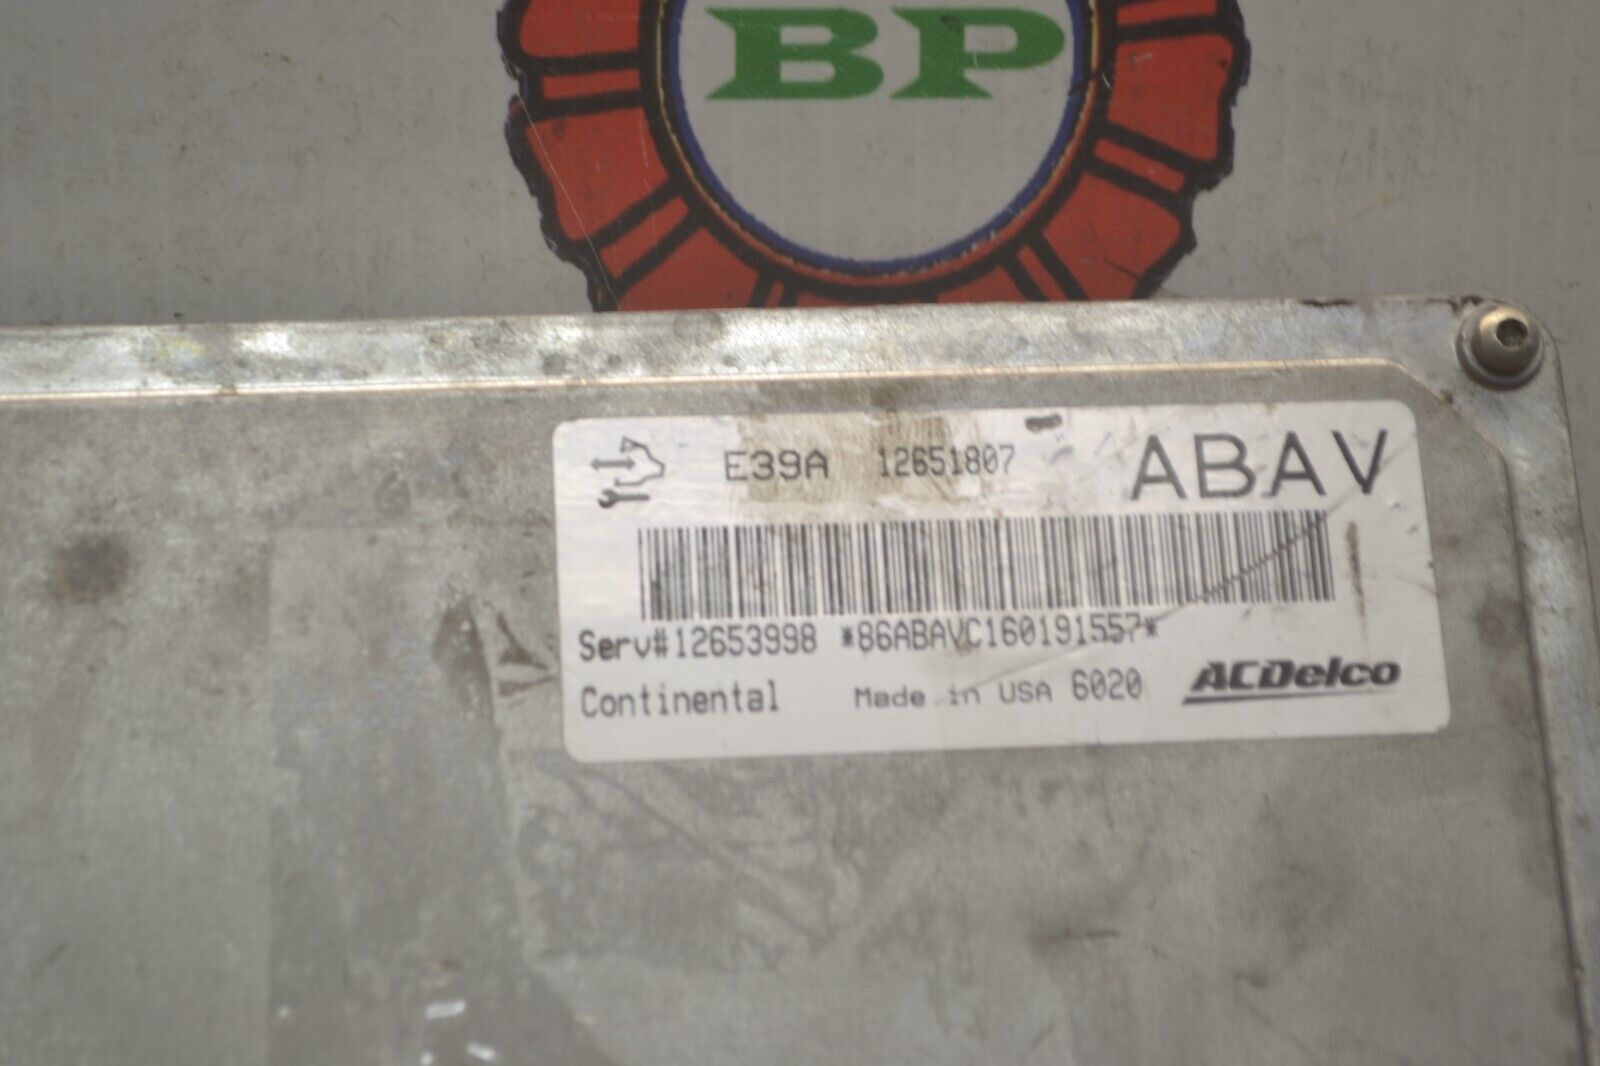 BP
E39A 12651807 ABAV
Serv#12653998 *86ABAVC160191557*
Continental Made in USA 6020 ACDelco